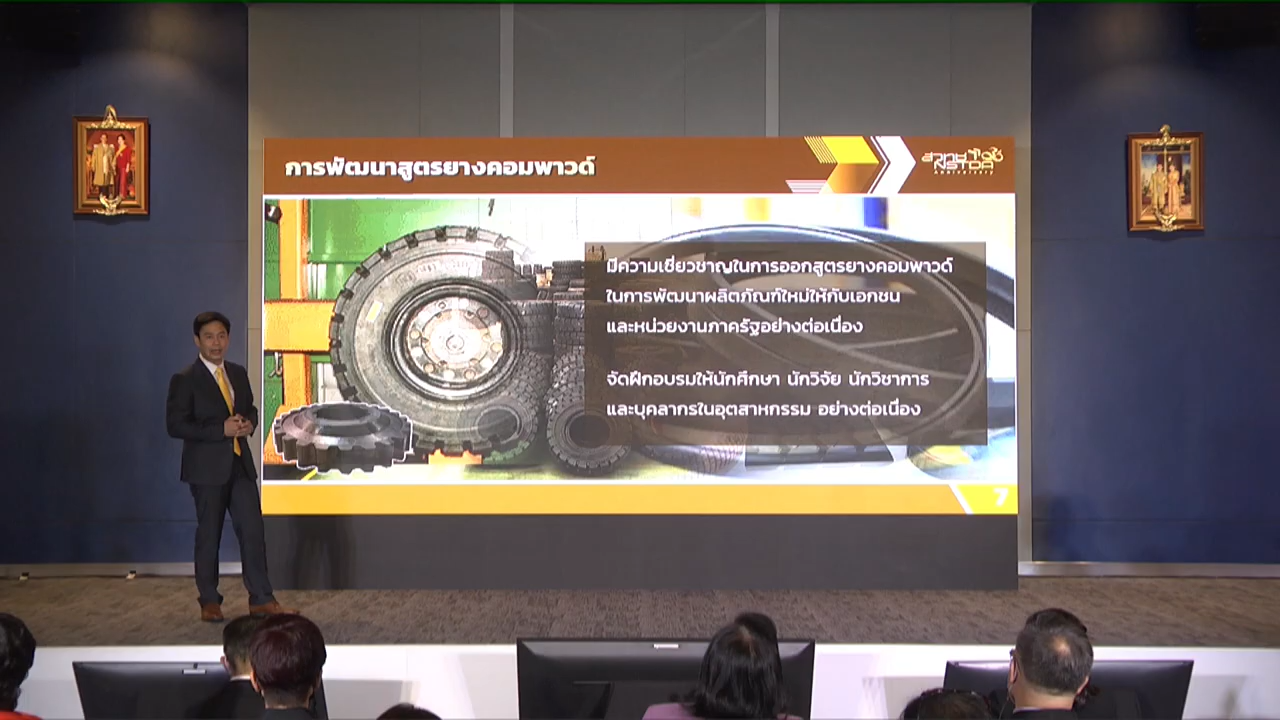 การพัฒนาสูตรยางคอมพาวด์
สวทช
NSTDA
Anniversary
มีความเชี่ยวชาญในการออกสูตรยางคอมพาวด์
ในการพัฒนาผลิตภัณฑ์ใหม่ให้กับเอกชน
และหน่วยงานภาครัฐอย่างต่อเนื่อง
จัดฝึกอบรมให้นักศึกษา นักวิจัย นักวิชาการ
และบุคลากรในอุตสาหกรรม อย่างต่อเนื่อง
7